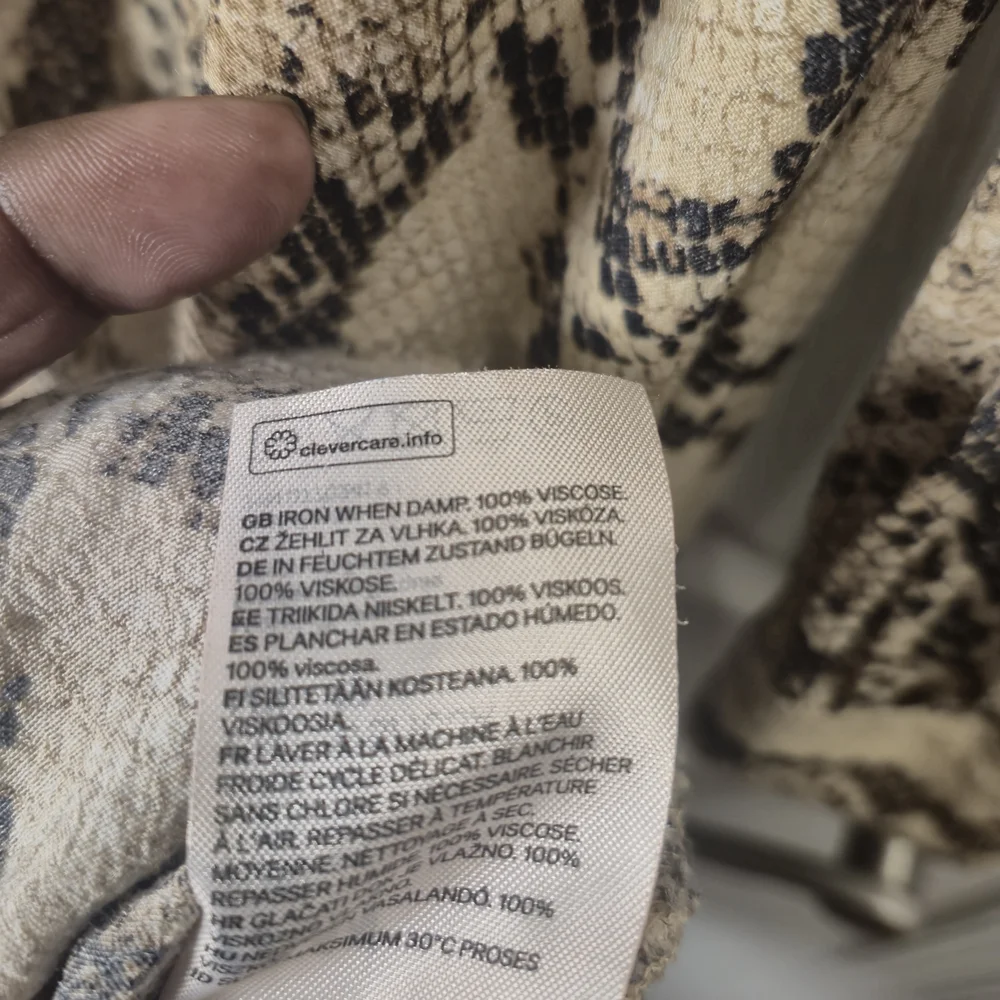 clevercare.info
GB IRON WHEN DAMP. 100% VISCOSE.
CZ ŽEHLIT ZA VLHKA. 100% VISKÓZA.
DE IN FEUCHTEM ZUSTAND BÜGELN.
100% VISKOSE.
EE TRIIKIDA NIISKELT. 100% VISKOOS.
ES PLANCHAR EN ESTADO HÚMEDO.
100% viscosa.
FI SILITETÄÄN KOSTEANA. 100%
VISKOOSIA.
FR LAVER À LA MACHINE À L'EAU
FROIDE CYCLE DÉLICAT. BLANCHIR
SANS CHLORE SI NÉCESSAIRE. SÉCHER
À L'AIR. REPASSER À TEMPÉRATURE
MOYENNE. NETTOYAGE À SEC.
REPASSER HUMIDE. 100% VISCOSE.
HR GLAČATI VLAŽNO. 100%
VISKOZNO
HU VASALANDÓ. 100%
MAKSIMUM 30°C PROSES